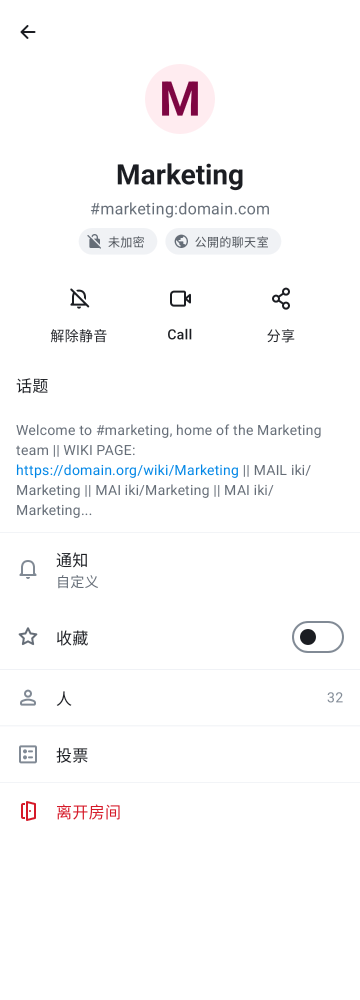 M
Marketing
#marketing:domain.com
未加密
公開的聊天室
解除静音
Call
分享
话题
Welcome to #marketing, home of the Marketing
team || WIKI PAGE:
https://domain.org/wiki/Marketing || MAIL iki/
Marketing || MAI iki/Marketing || MAI iki/
Marketing...
通知
自定义
收藏
人
32
投票
离开房间